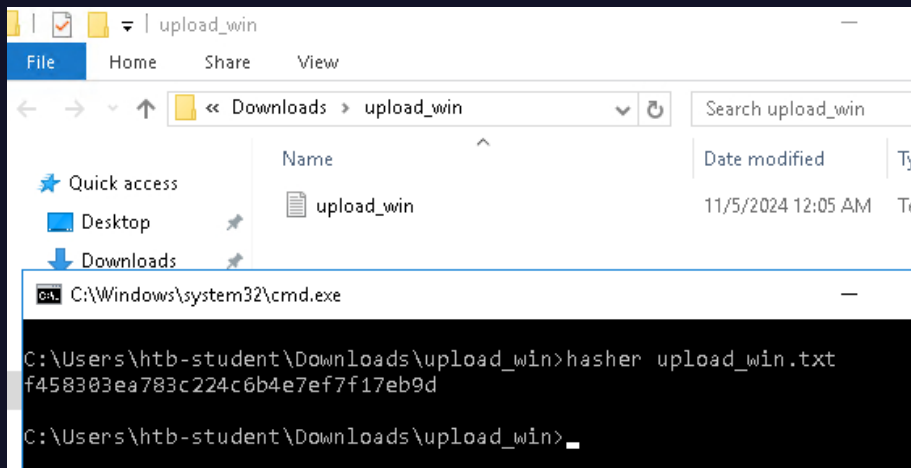 upload_win
File Home Share View
« Downloads > upload_win
Search upload_win
Name
Date modified
Quick access
upload_win
11/5/2024 12:05 AM
Desktop
Downloads
C:\Windows\system32\cmd.exe
C:\Users\htb-student\Downloads\upload_win>hasher upload_win.txt
f458303ea783c224c6b4e7ef7f17eb9d
C:\Users\htb-student\Downloads\upload_win>